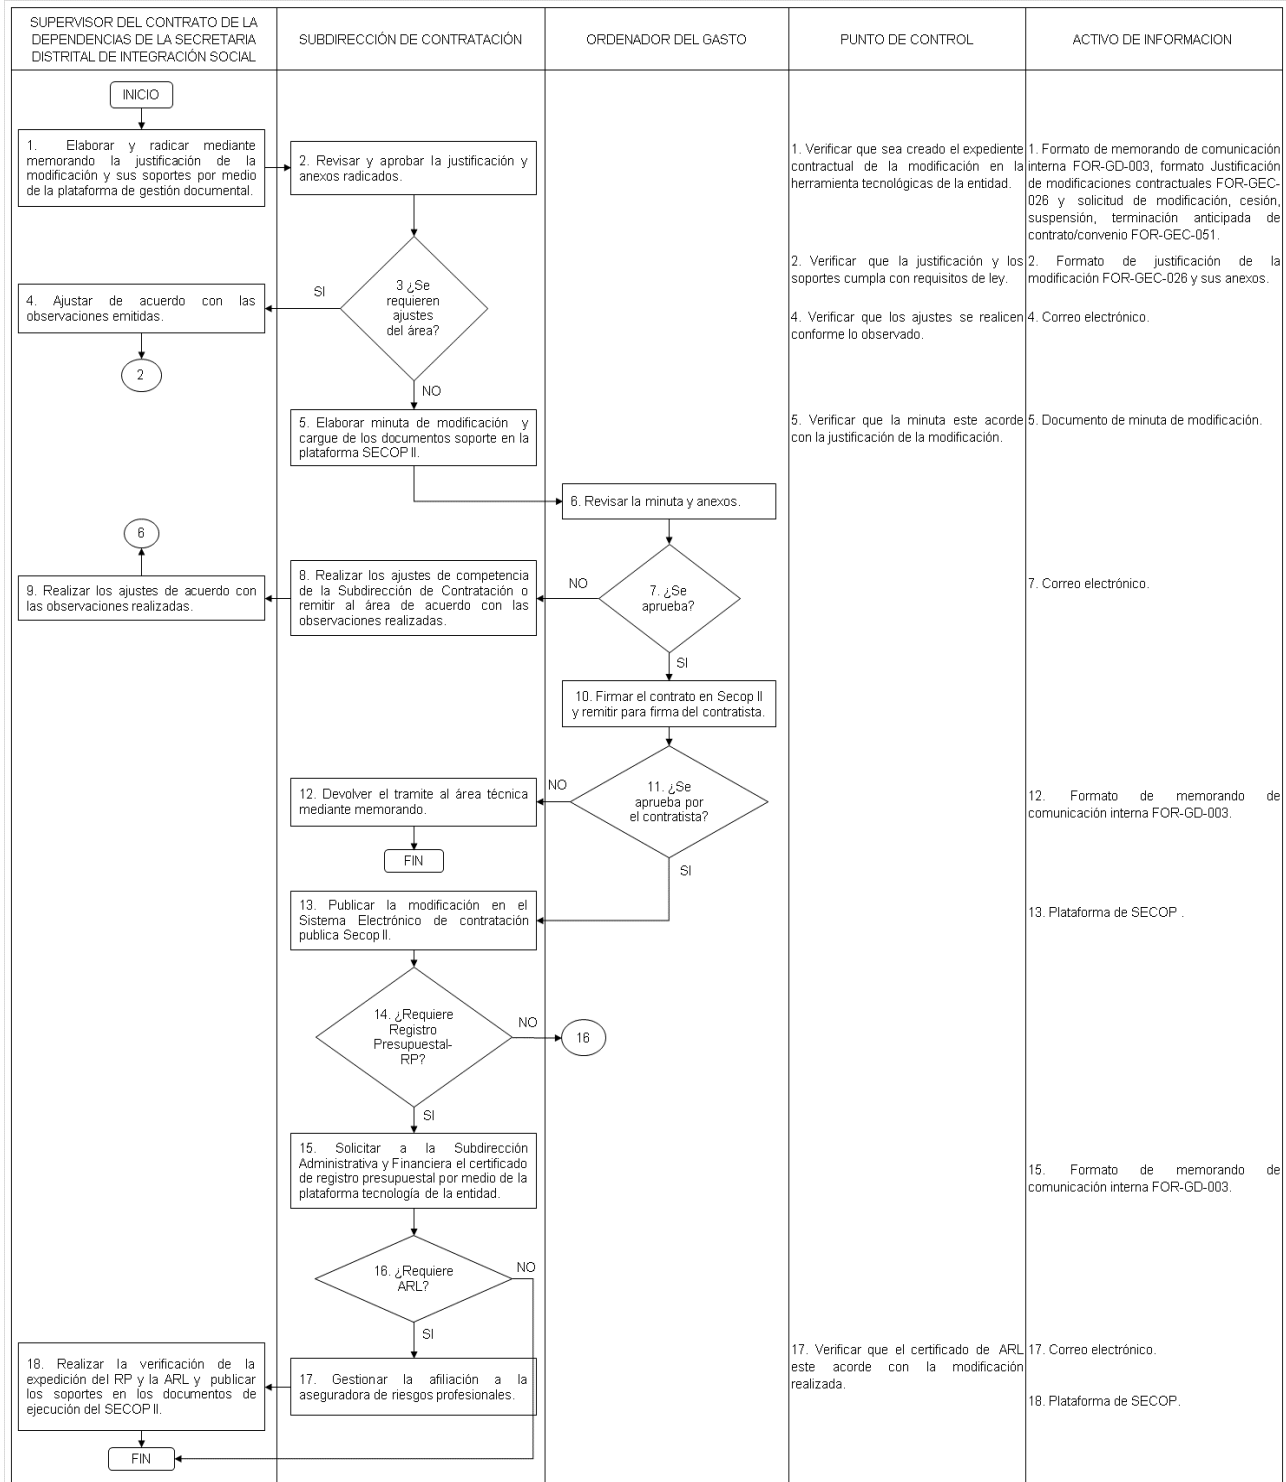 SUPERVISOR DEL CONTRATO DE LA
DEPENDENCIAS DE LA SECRETARIA
DISTRITAL DE INTEGRACIÓN SOCIAL
SUBDIRECCIÓN DE CONTRATACIÓN
ORDENADOR DEL GASTO
PUNTO DE CONTROL
ACTIVO DE INFORMACION
INICIO
1. Elaborar y radicar mediante
memorando la justificación de la
modificación y sus soportes por medio
de la plataforma de gestión documental.
2. Revisar y aprobar la justificación y
anexos radicados.
1. Verificar que sea creado el expediente
contractual de la modificación en la
herramienta tecnológicas de la entidad.
1. Formato de memorando de comunicación
interna FOR-GD-003, formato Justificación
de modificaciones contractuales FOR-GEC-
026 y solicitud de modificación, cesión,
suspensión, terminación anticipada de
contrato/convenio FOR-GEC-051.
3 ¿Se
requieren
ajustes
del área?
SI
NO
2. Verificar que la justificación y los
soportes cumpla con requisitos de ley.
2. Formato de justificación de la
modificación FOR-GEC-026 y sus anexos.
4. Ajustar de acuerdo con las
observaciones emitidas.
4. Verificar que los ajustes se realicen
conforme lo observado.
4. Correo electrónico.
2
5. Elaborar minuta de modificación y
cargue de los documentos soporte en la
plataforma SECOP II.
5. Verificar que la minuta este acorde
con la justificación de la modificación.
5. Documento de minuta de modificación.
6. Revisar la minuta y anexos.
6
7. ¿Se
aprueba?
NO
SI
8. Realizar los ajustes de competencia
de la Subdirección de Contratación o
remitir al área de acuerdo con las
observaciones realizadas.
9. Realizar los ajustes de acuerdo con
las observaciones realizadas.
7. Correo electrónico.
10. Firmar el contrato en Secop II
y remitir para firma del contratista.
11. ¿Se
aprueba por
el contratista?
NO
SI
12. Devolver el tramite al área técnica
mediante memorando.
12. Formato de memorando de
comunicación interna FOR-GD-003.
FIN
13. Publicar la modificación en el
Sistema Electrónico de contratación
publica Secop II.
13. Plataforma de SECOP .
14. ¿Requiere
Registro
Presupuestal-
RP?
NO
16
SI
15. Solicitar a la Subdirección
Administrativa y Financiera el certificado
de registro presupuestal por medio de la
plataforma tecnología de la entidad.
15. Formato de memorando de
comunicación interna FOR-GD-003.
16. ¿Requiere
ARL?
NO
SI
17. Gestionar la afiliación a la
aseguradora de riesgos profesionales.
17. Verificar que el certificado de ARL
este acorde con la modificación
realizada.
17. Correo electrónico.
18. Realizar la verificación de la
expedición del RP y la ARL y publicar
los soportes en los documentos de
ejecución del SECOP II.
18. Plataforma de SECOP.
FIN